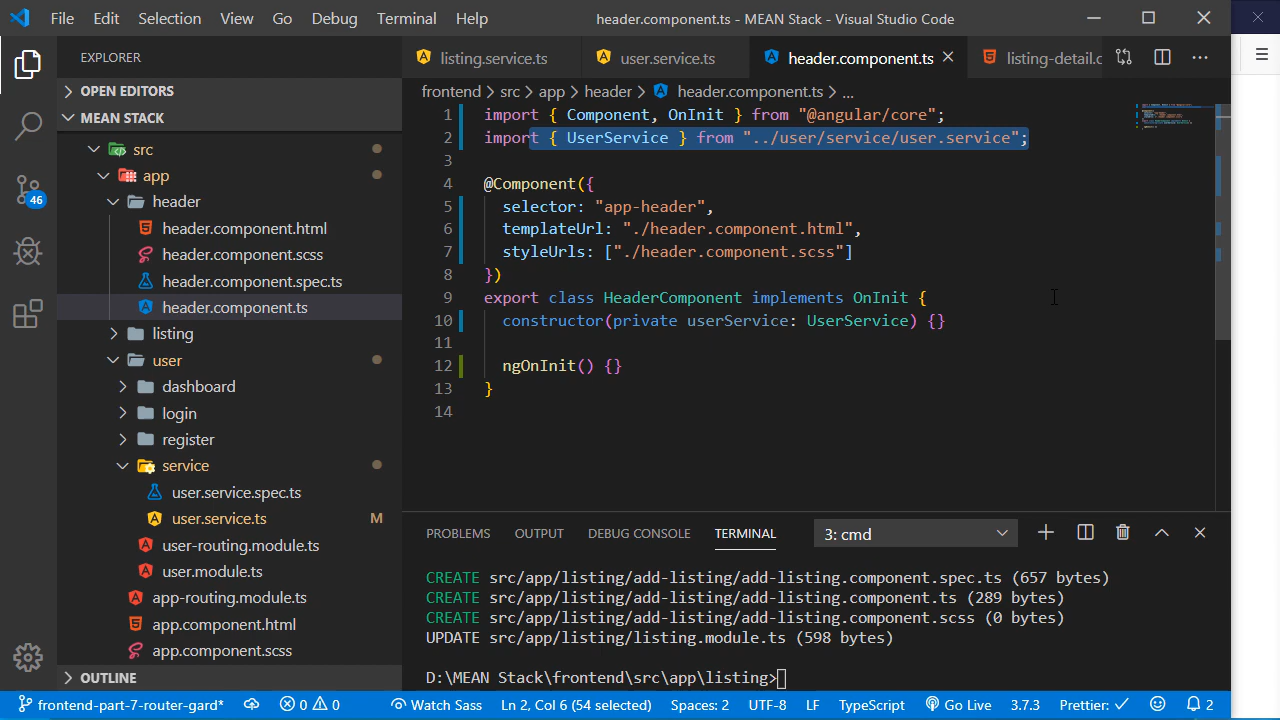 File Edit Selection View Go Debug Terminal Help header.component.ts - MEAN Stack - Visual Studio Code
EXPLORER
OPEN EDITORS
MEAN STACK
src
app
header
header.component.html
header.component.scss
header.component.spec.ts
header.component.ts
listing
user
dashboard
login
register
service
user.service.spec.ts
user.service.ts M
user-routing.module.ts
user.module.ts
app-routing.module.ts
app.component.html
app.component.scss
OUTLINE
46
listing.service.ts user.service.ts header.component.ts listing-detail.c
frontend > src > app > header > header.component.ts > ...
1 import { Component, OnInit } from "@angular/core";
2 import { UserService } from "../user/service/user.service";
3
4 @Component({
5 selector: "app-header",
6 templateUrl: "./header.component.html",
7 styleUrls: ["./header.component.scss"]
8 })
9 export class HeaderComponent implements OnInit {
10 constructor(private userService: UserService) {}
11
12 ngOnInit() {}
13 }
14
PROBLEMS OUTPUT DEBUG CONSOLE TERMINAL 3: cmd
CREATE src/app/listing/add-listing/add-listing.component.spec.ts (657 bytes)
CREATE src/app/listing/add-listing/add-listing.component.ts (289 bytes)
CREATE src/app/listing/add-listing/add-listing.component.scss (0 bytes)
UPDATE src/app/listing/listing.module.ts (598 bytes)
D:\MEAN Stack\frontend\src\app\listing>
frontend-part-7-router-gard* 0 0 Watch Sass Ln 2, Col 6 (54 selected) Spaces: 2 UTF-8 LF TypeScript Go Live 3.7.3 Prettier: ✓ 2